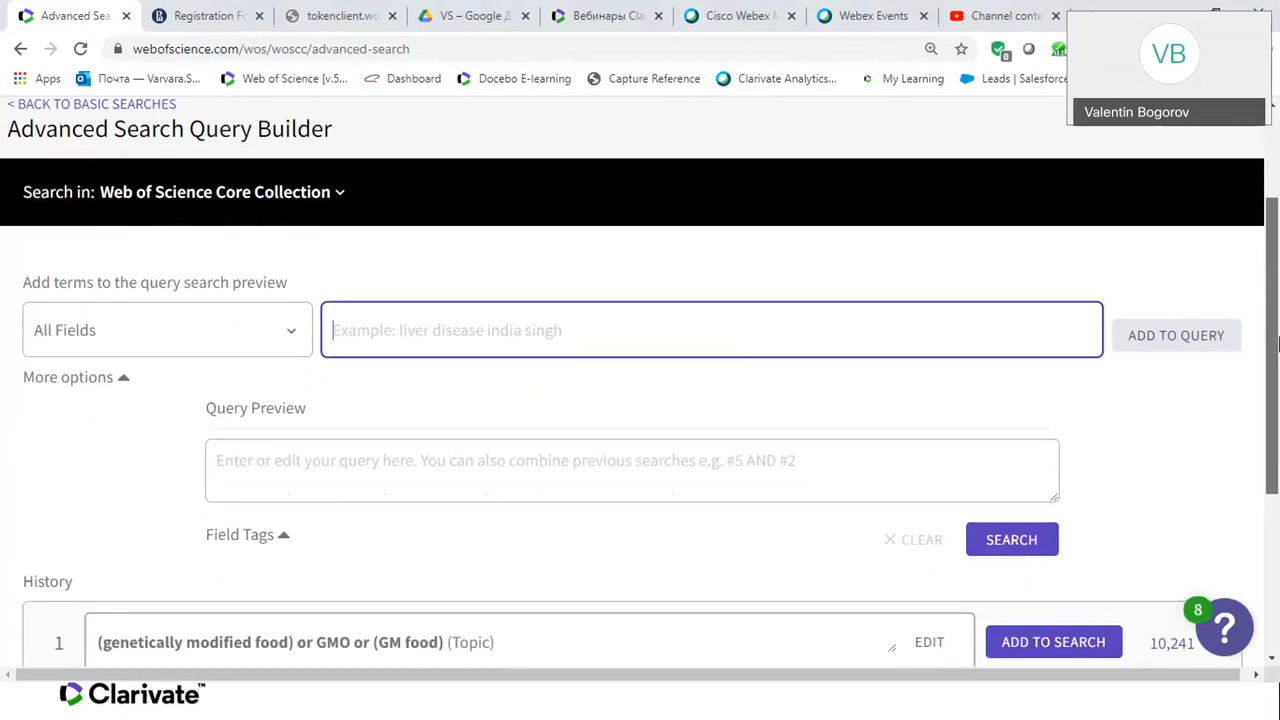 Advanced Sea
Registration Fo
tokenclient.wo
VS – Google Д
Вебинары Cla
Cisco Webex M
Webex Events
Channel conte
webofscience.com/wos/woscc/advanced-search
Apps
Почта — Varvara.S...
Web of Science [v.5...
Dashboard
Docebo E-learning
Capture Reference
Clarivate Analytics...
My Learning
Leads | Salesforce
0
VB
Valentin Bogorov
< BACK TO BASIC SEARCHES
Advanced Search Query Builder
Search in: Web of Science Core Collection
Add terms to the query search preview
All Fields
Example: liver disease india singh
ADD TO QUERY
More options
Query Preview
Enter or edit your query here. You can also combine previous searches e.g. #5 AND #2
Field Tags
CLEAR
SEARCH
History
1
(genetically modified food) or GMO or (GM food) (Topic)
EDIT
ADD TO SEARCH
10,241
8
?
Clarivate™